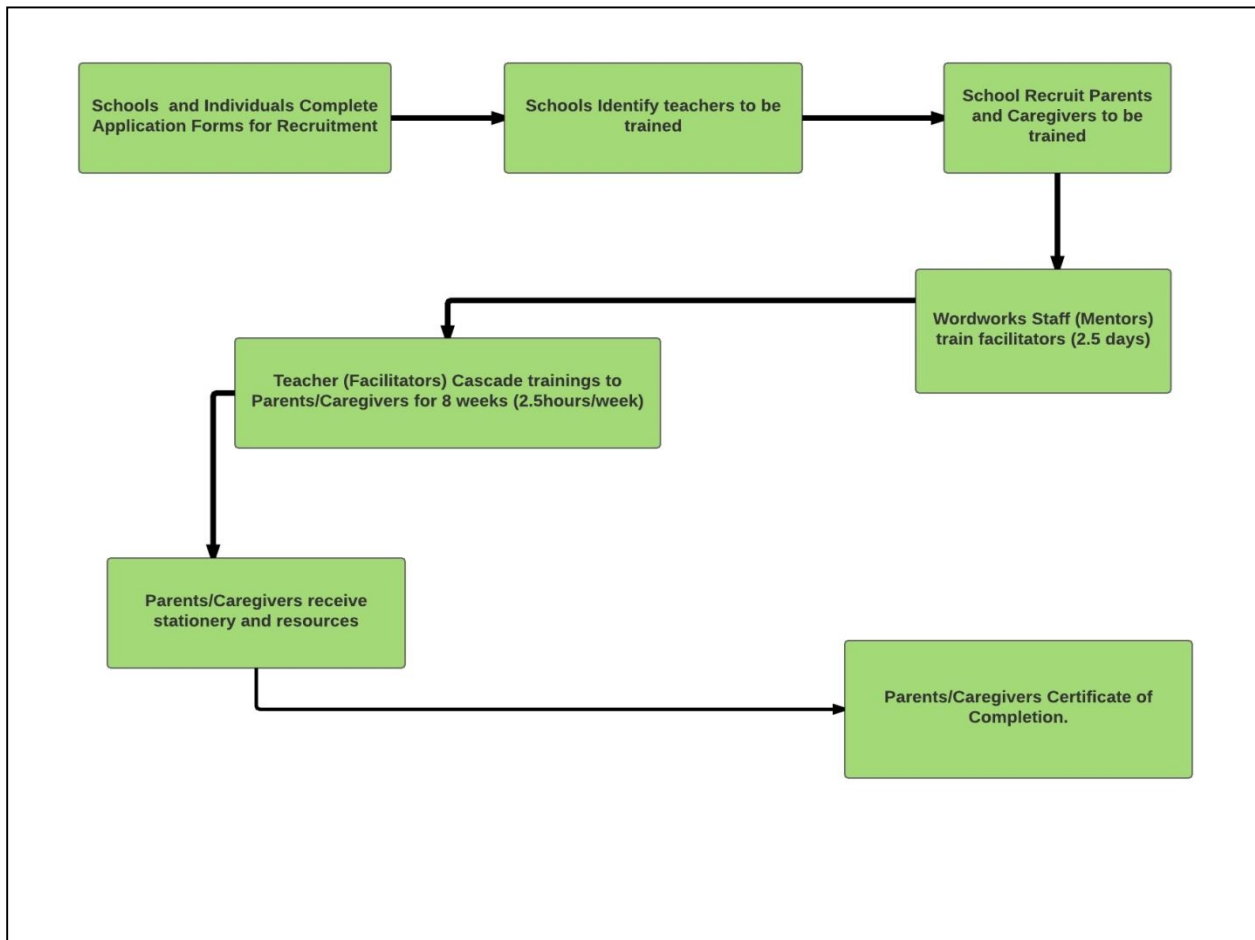 Schools and Individuals Complete
Application Forms for Recruitment
Schools Identify teachers to be
trained
School Recruit Parents
and Caregivers to be
trained
Wordworks Staff (Mentors)
train facilitators (2.5 days)
Teacher (Facilitators) Cascade trainings to
Parents/Caregivers for 8 weeks (2.5hours/week)
Parents/Caregivers receive
stationery and resources
Parents/Caregivers Certificate of
Completion.